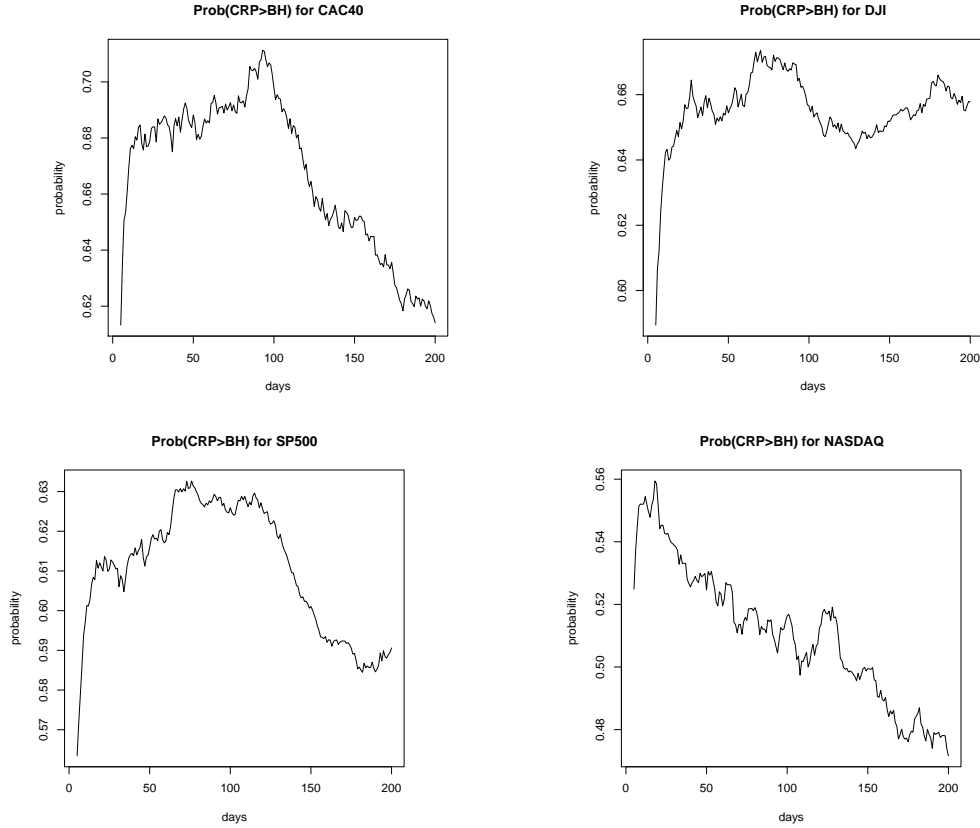 Prob(CRP>BH) for CAC40
probability
0.62 0.64 0.66 0.68 0.70
0 50 100 150 200
days
Prob(CRP>BH) for DJI
probability
0.60 0.62 0.64 0.66
0 50 100 150 200
days
Prob(CRP>BH) for SP500
probability
0.57 0.58 0.59 0.60 0.61 0.62 0.63
0 50 100 150 200
days
Prob(CRP>BH) for NASDAQ
probability
0.48 0.50 0.52 0.54 0.56
0 50 100 150 200
days